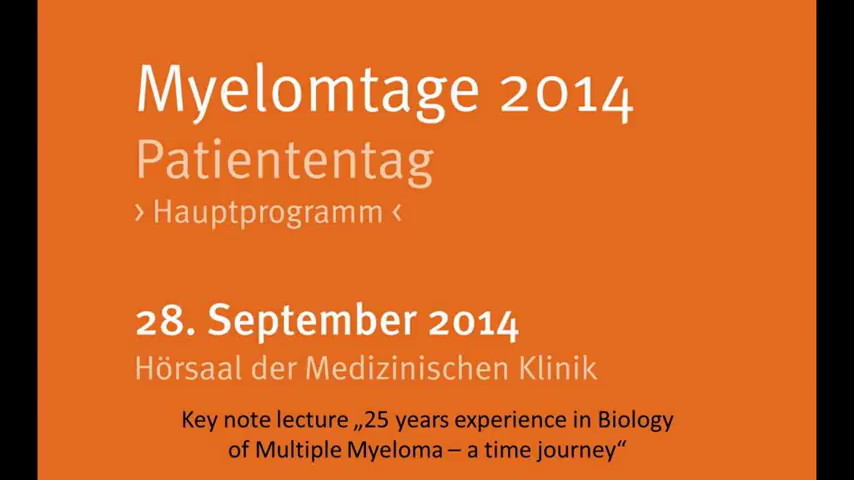 Myelomtage 2014
Patiententag
› Hauptprogramm ‹
28. September 2014
Hörsaal der Medizinischen Klinik
Key note lecture „25 years experience in Biology
of Multiple Myeloma – a time journey“